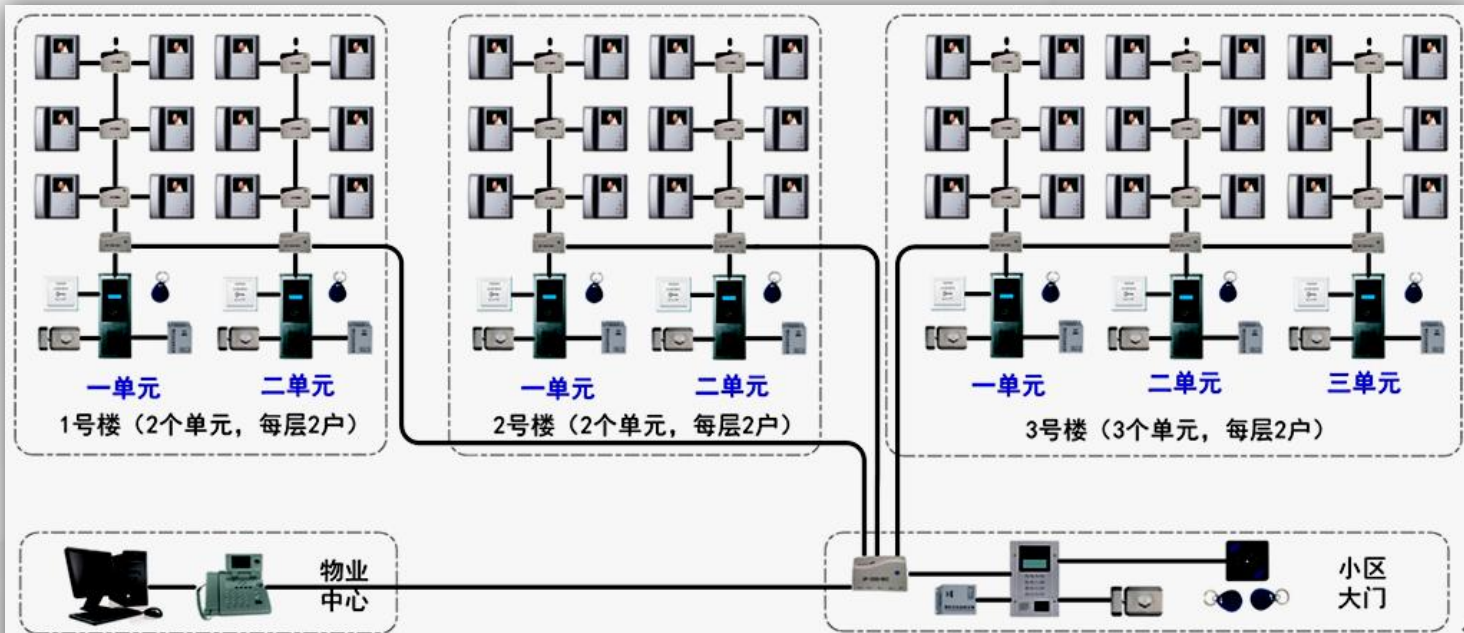 一单元
二单元
1号楼（2个单元，每层2户）
一单元
二单元
2号楼（2个单元，每层2户）
一单元
二单元
三单元
3号楼（3个单元，每层2户）
物业
中心
小区
大门